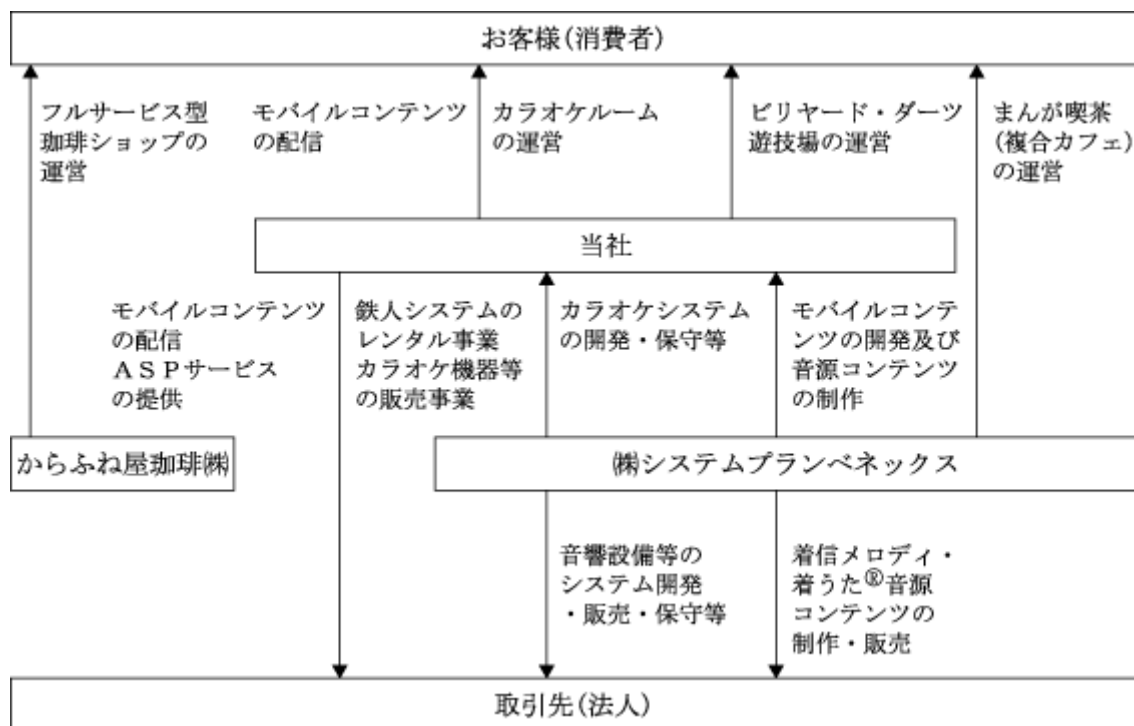 お客様(消費者)
フルサービス型
珈琲ショップの
運営
モバイルコンテンツ
の配信
カラオケルーム
の運営
ビリヤード・ダーツ
遊技場の運営
まんが喫茶
(複合カフェ)
の運営
当社
モバイルコンテンツ
の配信
ＡＳＰサービス
の提供
鉄人システムの
レンタル事業
カラオケ機器等
の販売事業
カラオケシステム
の開発・保守等
モバイルコンテ
ンツの開発及び
音源コンテンツ
の制作
からふね屋珈琲㈱
㈱システムプランベネックス
音響設備等の
システム開発
・販売・保守等
着信メロディ・
着うた®音源
コンテンツの
制作・販売
取引先(法人)